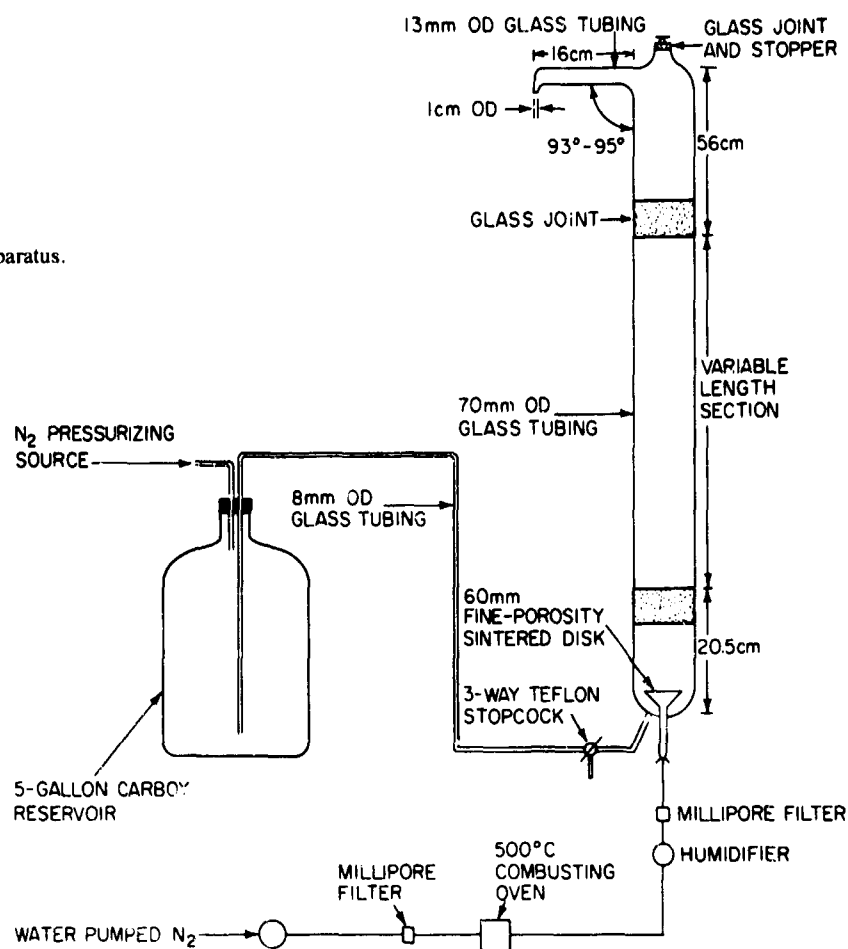 13mm OD GLASS TUBING
GLASS JOINT
AND STOPPER
16cm
1cm OD
93°-95°
56cm
GLASS JOINT
paratus.
VARIABLE
LENGTH
SECTION
70mm OD
GLASS TUBING
N2 PRESSURIZING
SOURCE
8mm OD
GLASS TUBING
60mm
FINE-POROSITY
SINTERED DISK
20.5cm
3-WAY TEFLON
STOPCOCK
5-GALLON CARBOY
RESERVOIR
MILLIPORE FILTER
HUMIDIFIER
500°C
COMBUSTING
OVEN
MILLIPORE
FILTER
WATER PUMPED N2